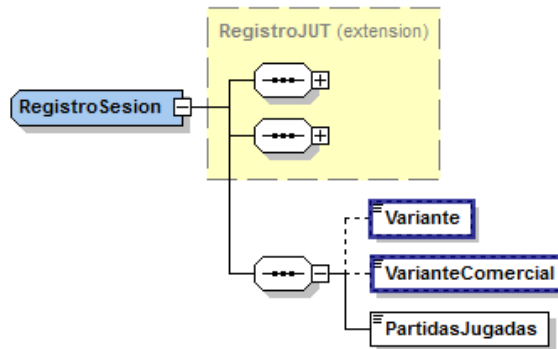 RegistroJUT (extension)
RegistroSesion
Variante
VarianteComercial
PartidasJugadas